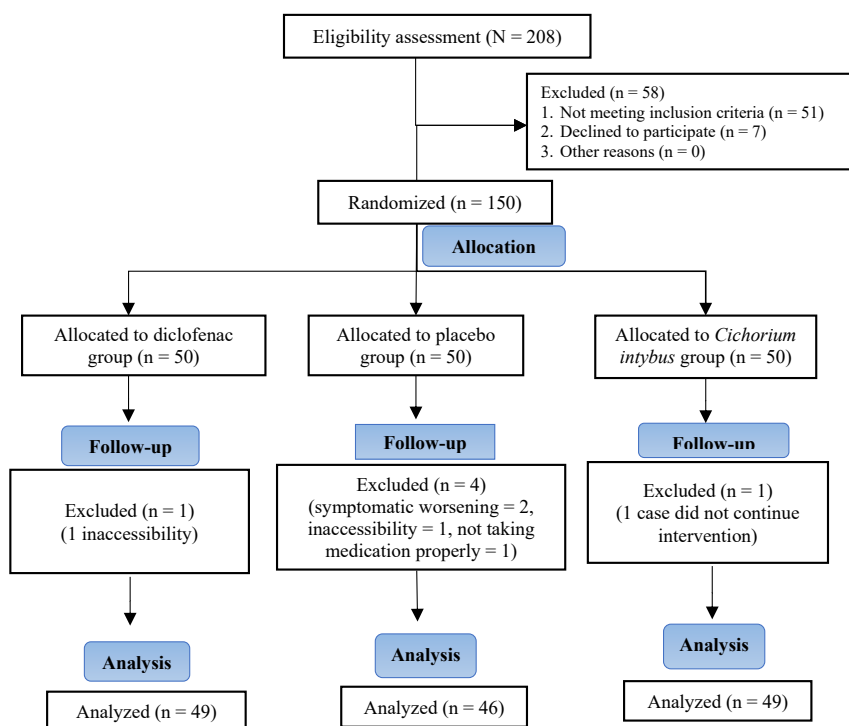 Eligibility assessment (N = 208)
Excluded (n = 58)
1. Not meeting inclusion criteria (n = 51)
2. Declined to participate (n = 7)
3. Other reasons (n = 0)
Randomized (n = 150)
Allocation
Allocated to diclofenac
group (n = 50)
Allocated to placebo
group (n = 50)
Allocated to Cichorium
intybus group (n = 50)
Follow-up
Follow-up
Follow-up
Excluded (n = 1)
(1 inaccessibility)
Excluded (n = 4)
(symptomatic worsening = 2,
inaccessibility = 1, not taking
medication properly = 1)
Excluded (n = 1)
(1 case did not continue
intervention)
Analysis
Analysis
Analysis
Analyzed (n = 49)
Analyzed (n = 46)
Analyzed (n = 49)